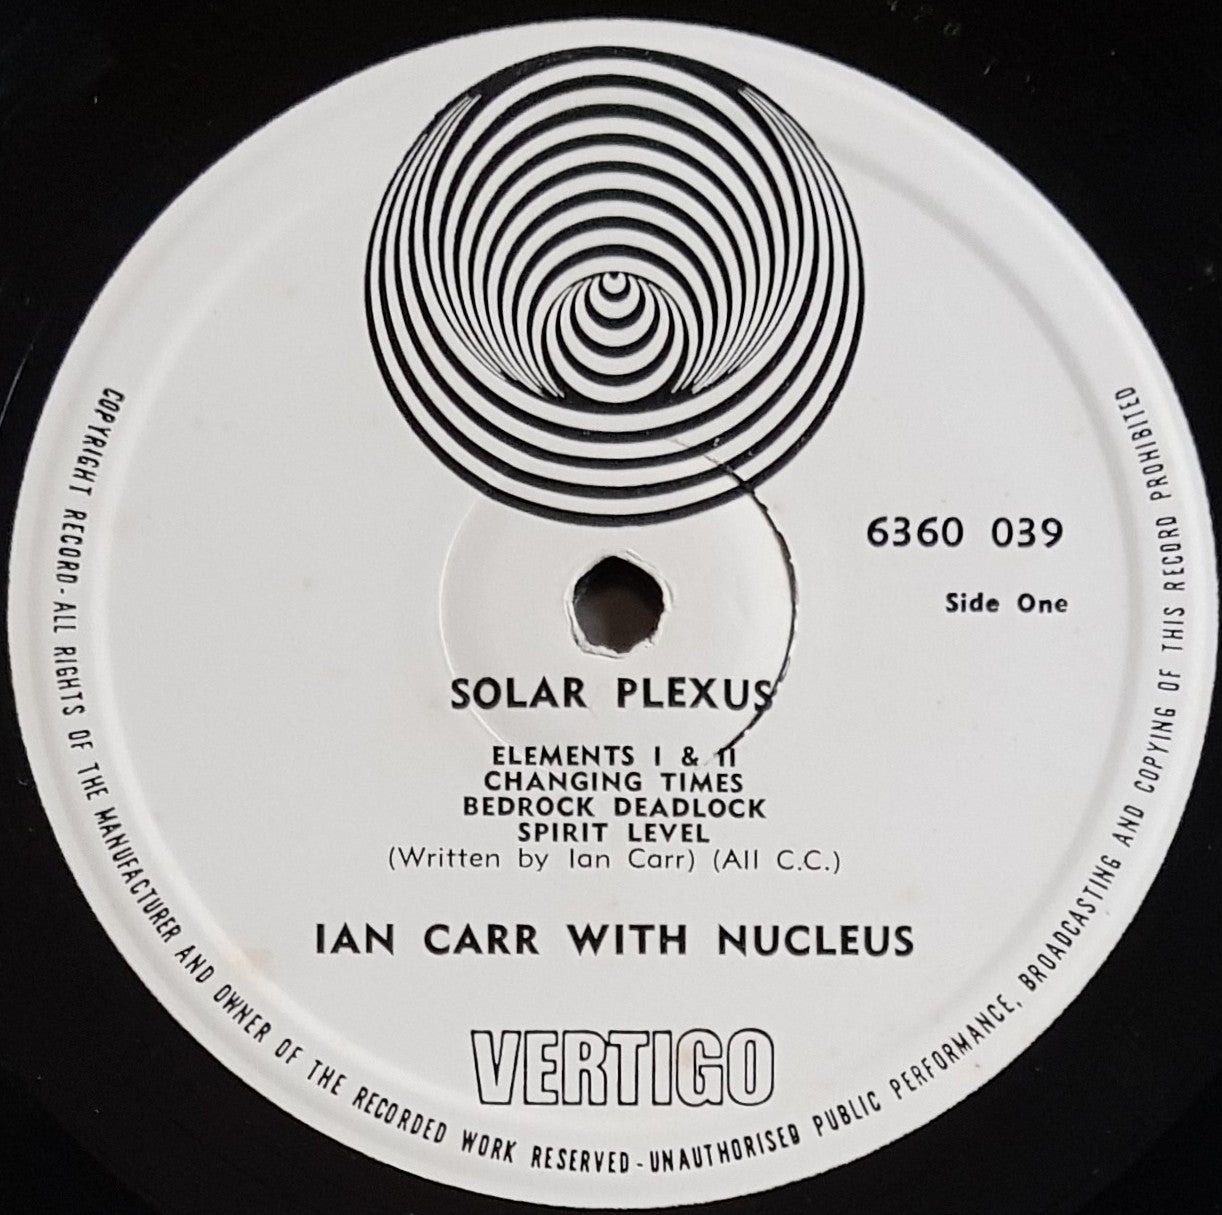 6360 039
Side One
SOLAR PLEXUS
ELEMENTS I & II
CHANGING TIMES
BEDROCK DEADLOCK
SPIRIT LEVEL
(Written by Ian Carr) (All C.C.)
IAN CARR WITH NUCLEUS
VERTIGO
COPYRIGHT RECORD- ALL RIGHTS OF THE MANUFACTURER AND OWNER OF THE RECORDED WORK RESERVED - UNAUTHORISED PUBLIC PERFORMANCE, BROADCASTING AND COPYING OF THIS RECORD PROHIBITED